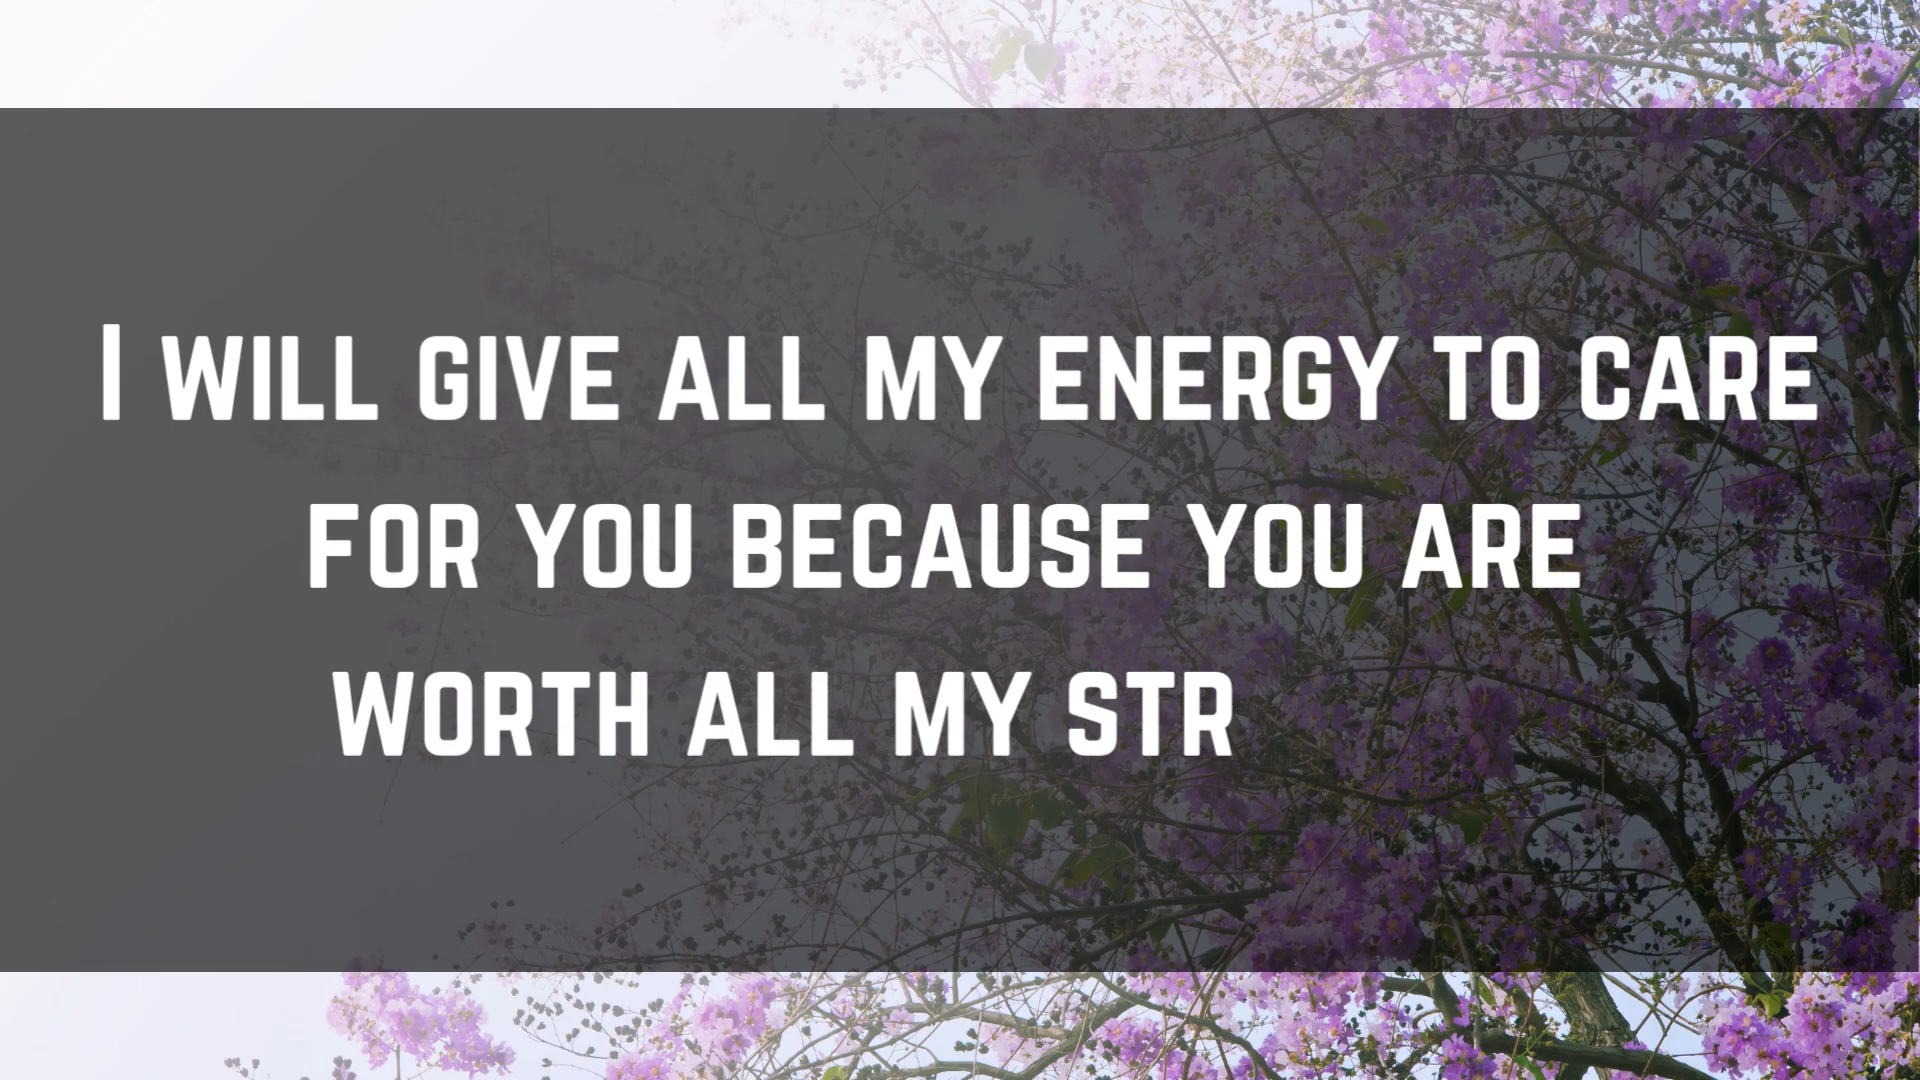 I WILL GIVE ALL MY ENERGY TO CARE
FOR YOU BECAUSE YOU ARE
WORTH ALL MY STR